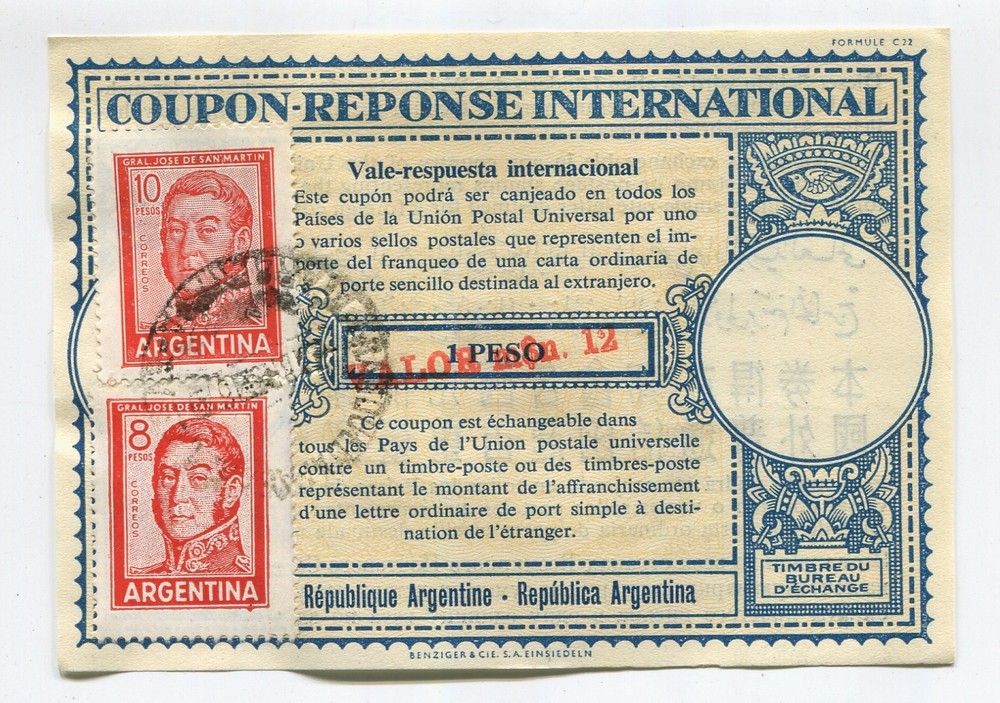 FORMULE C22
COUPON-REPONSE INTERNATIONAL
GRAL. JOSE DE SAN MARTIN
10
PESOS
CORREOS
ARGENTINA
GRAL. JOSE DE SAN MARTIN
8
PESOS
CORREOS
ARGENTINA
Vale-respuesta internacional
Este cupón podrá ser canjeado en todos los
Países de la Unión Postal Universal por uno
o varios sellos postales que representen el im-
porte del franqueo de una carta ordinaria de
porte sencillo destinada al extranjero.
1 PESO
VALOR m$n. 12
Ce coupon est échangeable dans
tous les Pays de l'Union postale universelle
contre un timbre-poste ou des timbres-poste
représentant le montant de l'affranchissement
d'une lettre ordinaire de port simple à desti-
nation de l'étranger.
République Argentine • República Argentina
TIMBRE DU
BUREAU
D'ÉCHANGE
BENZIGER & CIE. S.A. EINSIEDELN